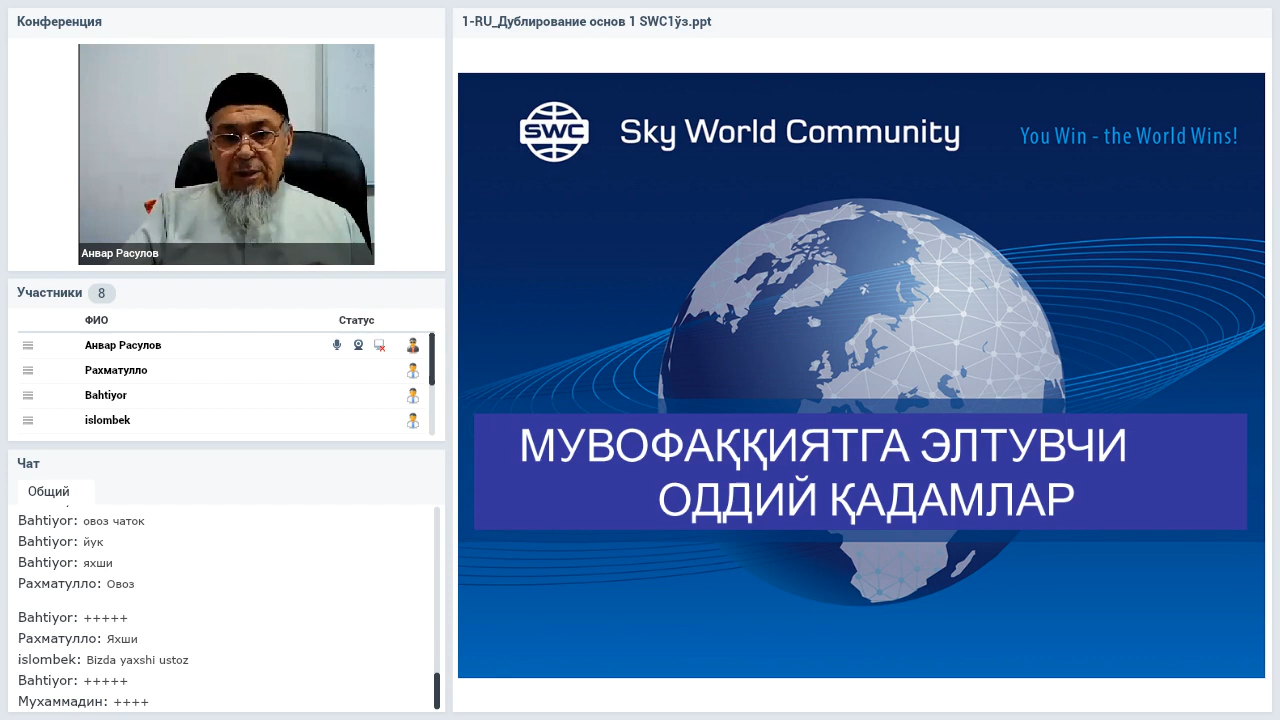 Конференция
Анвар Расулов
Участники 8
ФИО Статус
Анвар Расулов
Рахматулло
Bahtiyor
islombek
Чат
Общий
Bahtiyor: овоз чаток
Bahtiyor: йук
Bahtiyor: яхши
Рахматулло: Овоз
Bahtiyor: +++++
Рахматулло: Яхши
islombek: Bizda yaxshi ustoz
Bahtiyor: +++++
Мухаммадин: ++++
1-RU_Дублирование основ 1 SWC1ўз.ppt
SWC Sky World Community
You Win - the World Wins!
МУВОФАҚҚИЯТГА ЭЛТУВЧИ
ОДДИЙ ҚАДАМЛАР